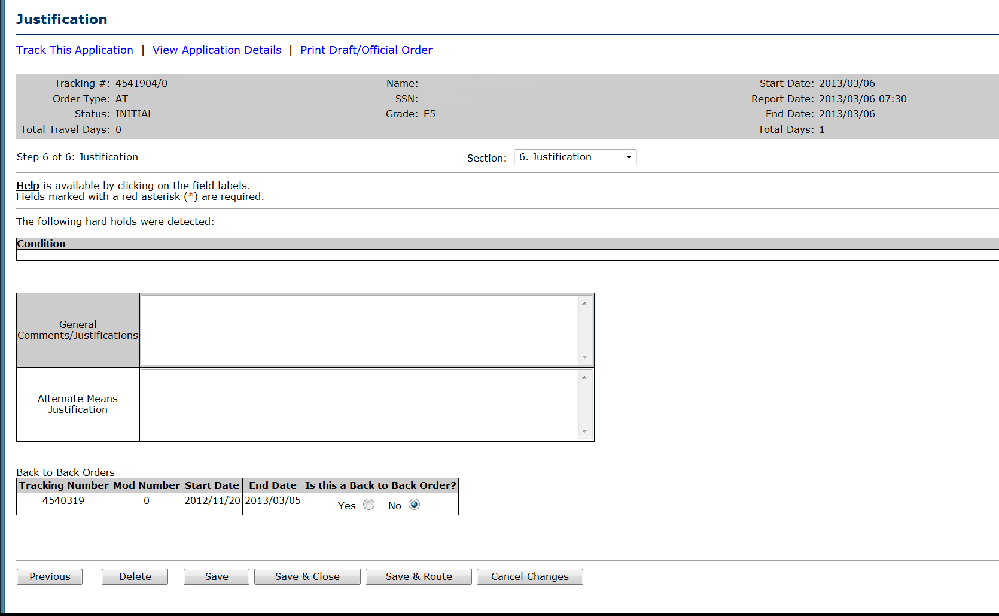 Justification
Track This Application | View Application Details | Print Draft/Official Order
Tracking #: 4541904/0 Name: Start Date: 2013/03/06
Order Type: AT SSN: Report Date: 2013/03/06 07:30
Status: INITIAL Grade: E5 End Date: 2013/03/06
Total Travel Days: 0 Total Days: 1
Step 6 of 6: Justification Section: 6. Justification
Help is available by clicking on the field labels.
Fields marked with a red asterisk (*) are required.
The following hard holds were detected:
Condition
General
Comments/Justifications
Alternate Means
Justification
Back to Back Orders
Tracking Number Mod Number Start Date End Date Is this a Back to Back Order?
4540319 0 2012/11/20 2013/03/05 Yes No
Previous Delete Save Save & Close Save & Route Cancel Changes